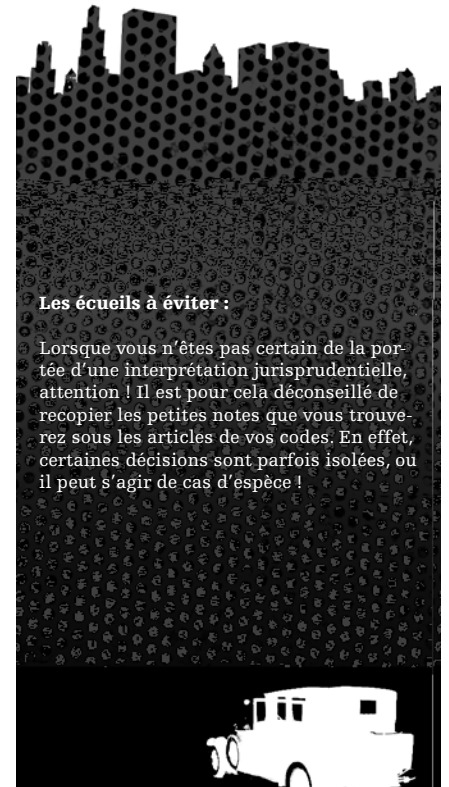 Les écueils à éviter :
Lorsque vous n’êtes pas certain de la por-
tée d’une interprétation jurisprudentielle,
attention ! Il est pour cela déconseillé de
recopier les petites notes que vous trouve-
rez sous les articles de vos codes. En effet,
certaines décisions sont parfois isolées, ou
il peut s’agir de cas d’espèce !